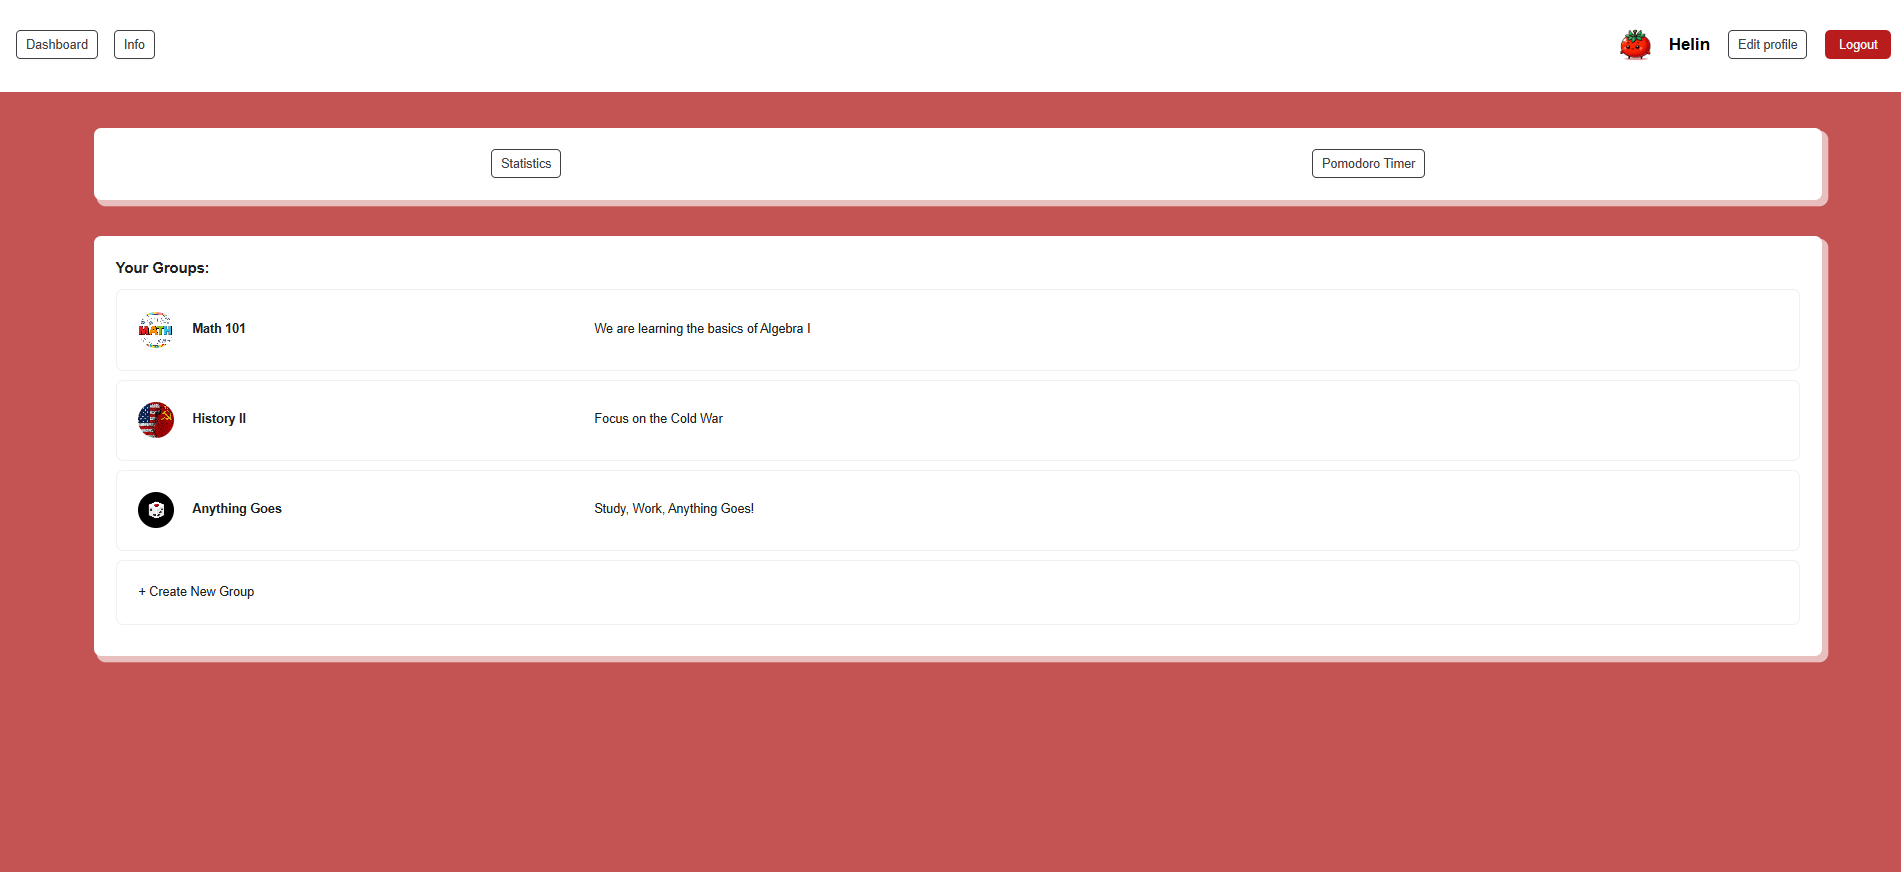 Dashboard Info Helin Edit profile Logout
Statistics Pomodoro Timer
Your Groups:
MATH Math 101 We are learning the basics of Algebra I
History II Focus on the Cold War
Anything Goes Study, Work, Anything Goes!
+ Create New Group